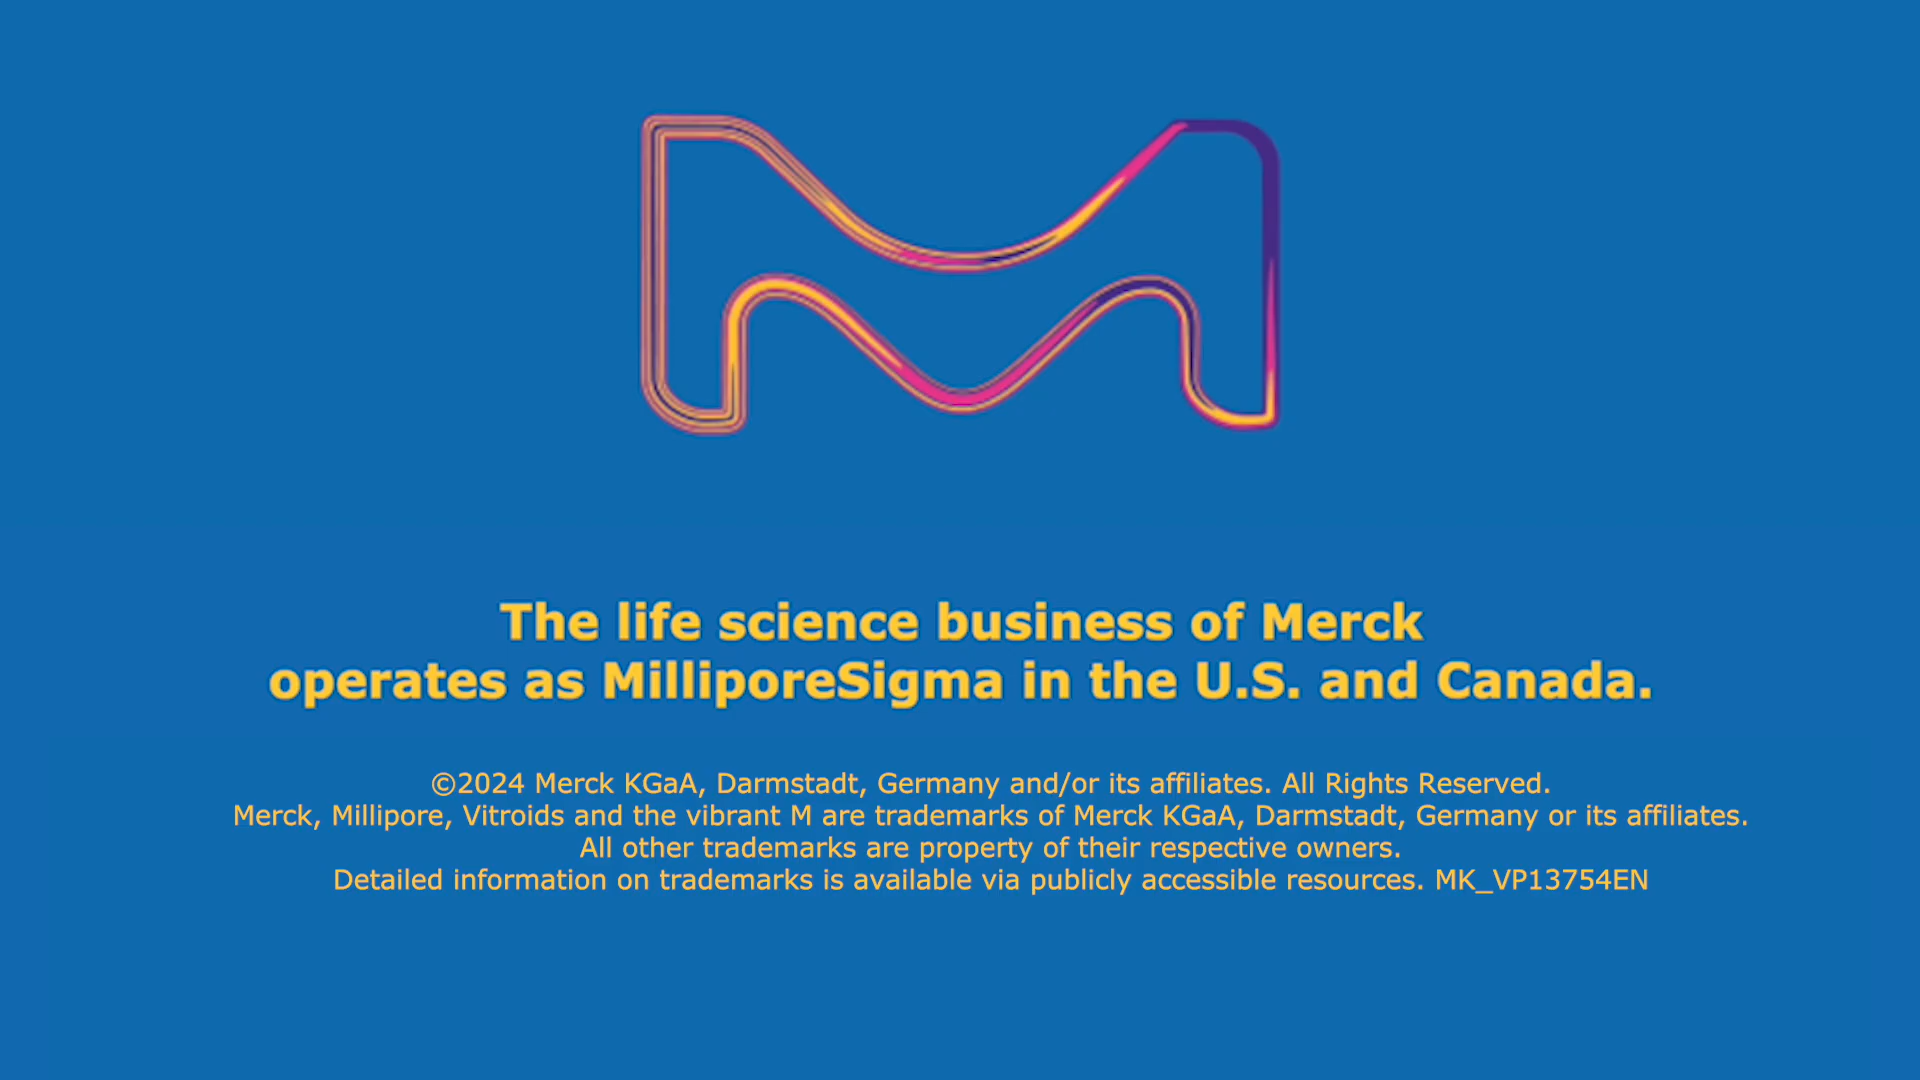 The life science business of Merck
operates as MilliporeSigma in the U.S. and Canada.
©2024 Merck KGaA, Darmstadt, Germany and/or its affiliates. All Rights Reserved.
Merck, Millipore, Vitroids and the vibrant M are trademarks of Merck KGaA, Darmstadt, Germany or its affiliates.
All other trademarks are property of their respective owners.
Detailed information on trademarks is available via publicly accessible resources. MK_VP13754EN